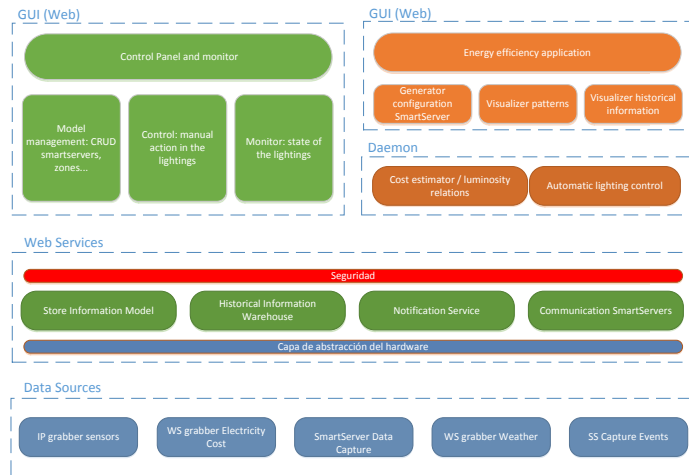 GUI (Web)
Control Panel and monitor
Model
management: CRUD
smartservers,
zones...
Control: manual
action in the
lightings
Monitor: state of
the lightings
GUI (Web)
Energy efficiency application
Generator
configuration
SmartServer
Visualizer patterns
Visualizer historical
information
Daemon
Cost estimator / luminosity
relations
Automatic lighting control
Web Services
Seguridad
Store Information Model
Historical Information
Warehouse
Notification Service
Communication SmartServers
Capa de abstracción del hardware
Data Sources
IP grabber sensors
WS grabber Electricity
Cost
SmartServer Data
Capture
WS grabber Weather
SS Capture Events